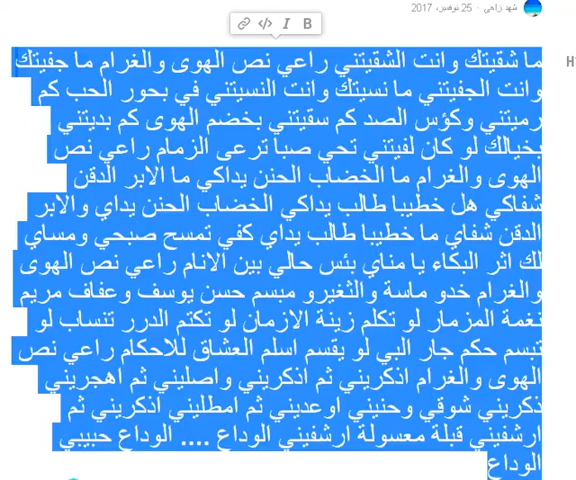 شهد زاهى · 25 نوفمبر، 2017
I B
H
ما شقيتك وانت الشقيتني راعي نص الهوى والغرام ما جفيتك
وانت الجفيتني ما نسيتك وانت النسيتني في بحور الحب كم
رميتني وكؤس الصد كم سقيتني بخضم الهوى كم بديتني
بخيالك لو كان لفيتني تحي صبا ترعى الزمام راعي نص
الهوى والغرام ما الخضاب الحنن يداكي ما الابر الدقن
شفاكي هل خطيبا طالب يداكي الخضاب الحنن يداي والابر
الدقن شفاي ما خطيبا طالب يداي كفي تمسح صبحي ومساي
لك اثر البكاء يا مناي بئس حالي بين الانام راعي نص الهوى
والغرام خدو ماسة والثغيرو مبسم حسن يوسف وعفاف مريم
نغمة المزمار لو تكلم زينة الازمان لو تكتم الدرر تنساب لو
تبسم حكم جار البي لو يقسم اسلم العشاق للاحكام راعي نص
الهوى والغرام اذكريني ثم اذكريني واصليني ثم اهجريني
ذكريني شوقي وحنيني اوعديني ثم امطليني اذكريني ثم
ارشفيني قبلة معسولة ارشفيني الوداع .... الوداع حبيبي
الوداع